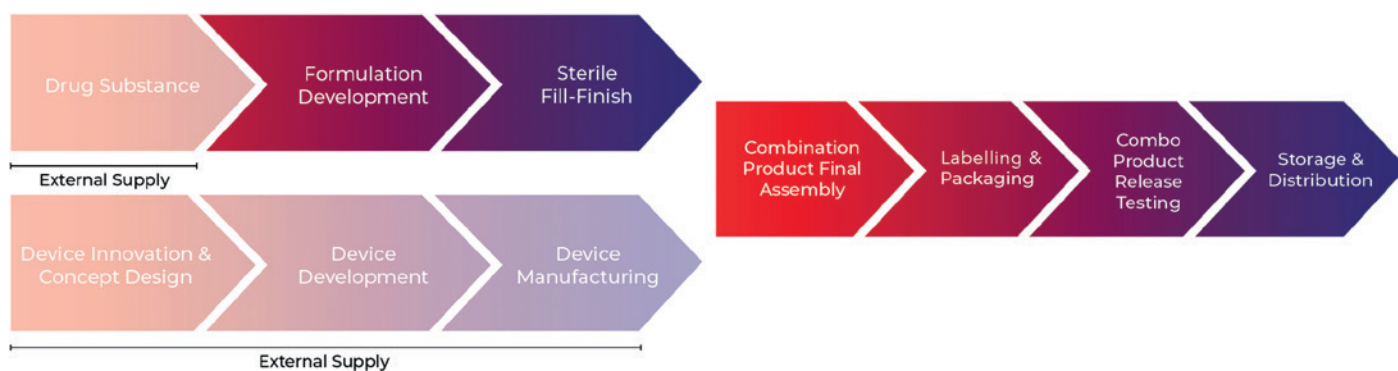 Drug Substance
Formulation
Development
Sterile
Fill-Finish
External Supply
Device Innovation &
Concept Design
Device
Development
Device
Manufacturing
External Supply
Combination
Product Final
Assembly
Labelling &
Packaging
Combo
Product
Release
Testing
Storage &
Distribution